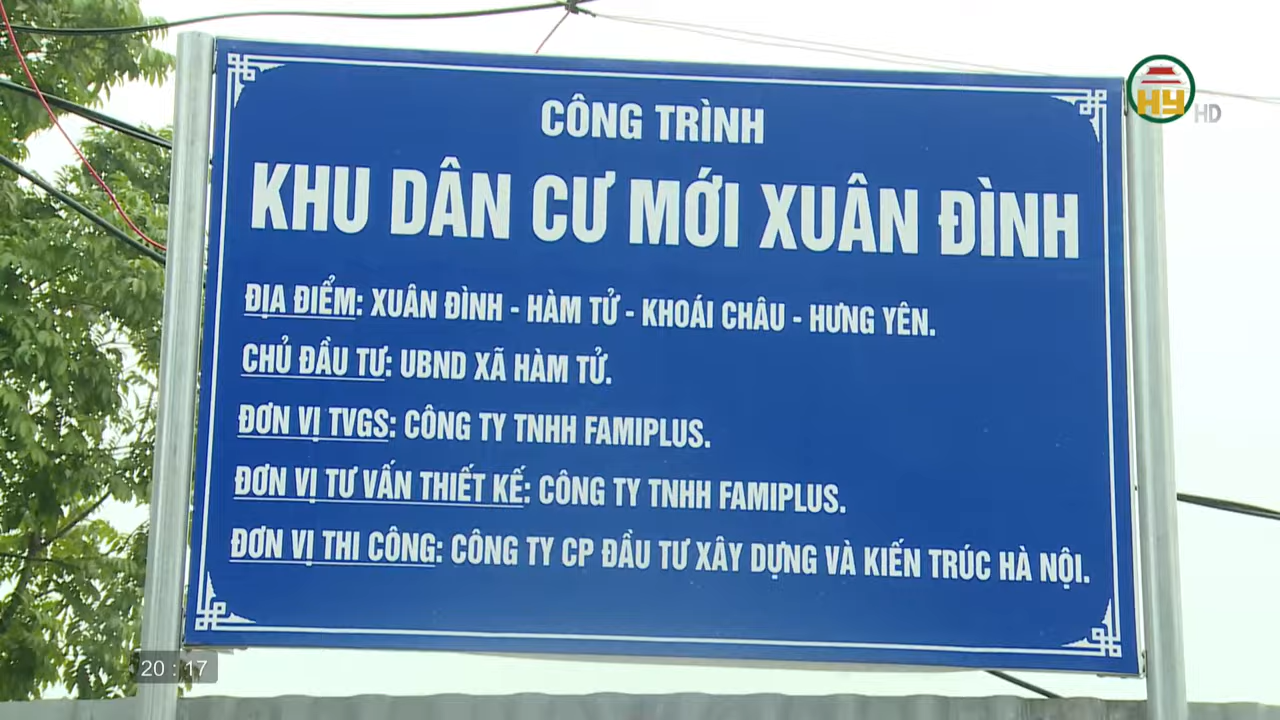 CÔNG TRÌNH
KHU DÂN CƯ MỚI XUÂN ĐÌNH
ĐỊA ĐIỂM: XUÂN ĐÌNH - HÀM TỬ - KHOÁI CHÂU - HƯNG YÊN.
CHỦ ĐẦU TƯ: UBND XÃ HÀM TỬ.
ĐƠN VỊ TVGS: CÔNG TY TNHH FAMIPLUS.
ĐƠN VỊ TƯ VẤN THIẾT KẾ: CÔNG TY TNHH FAMIPLUS.
ĐƠN VỊ THI CÔNG: CÔNG TY CP ĐẦU TƯ XÂY DỰNG VÀ KIẾN TRÚC HÀ NỘI.
HY HD
20 : 17